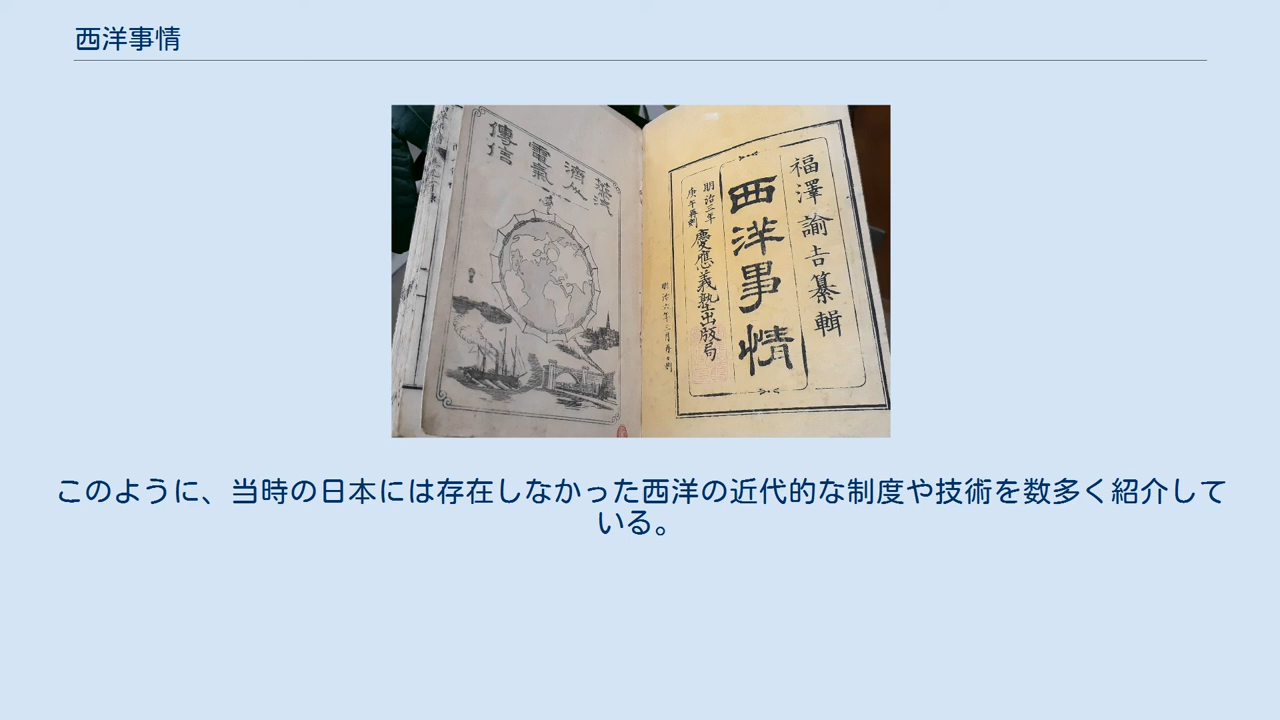 西洋事情
福澤諭吉纂輯
西洋事情
明治三年
庚午再刻
慶應義塾出版局
蒸汽
濟人
電氣
傳信
このように、当時の日本には存在しなかった西洋の近代的な制度や技術を数多く紹介して
いる。